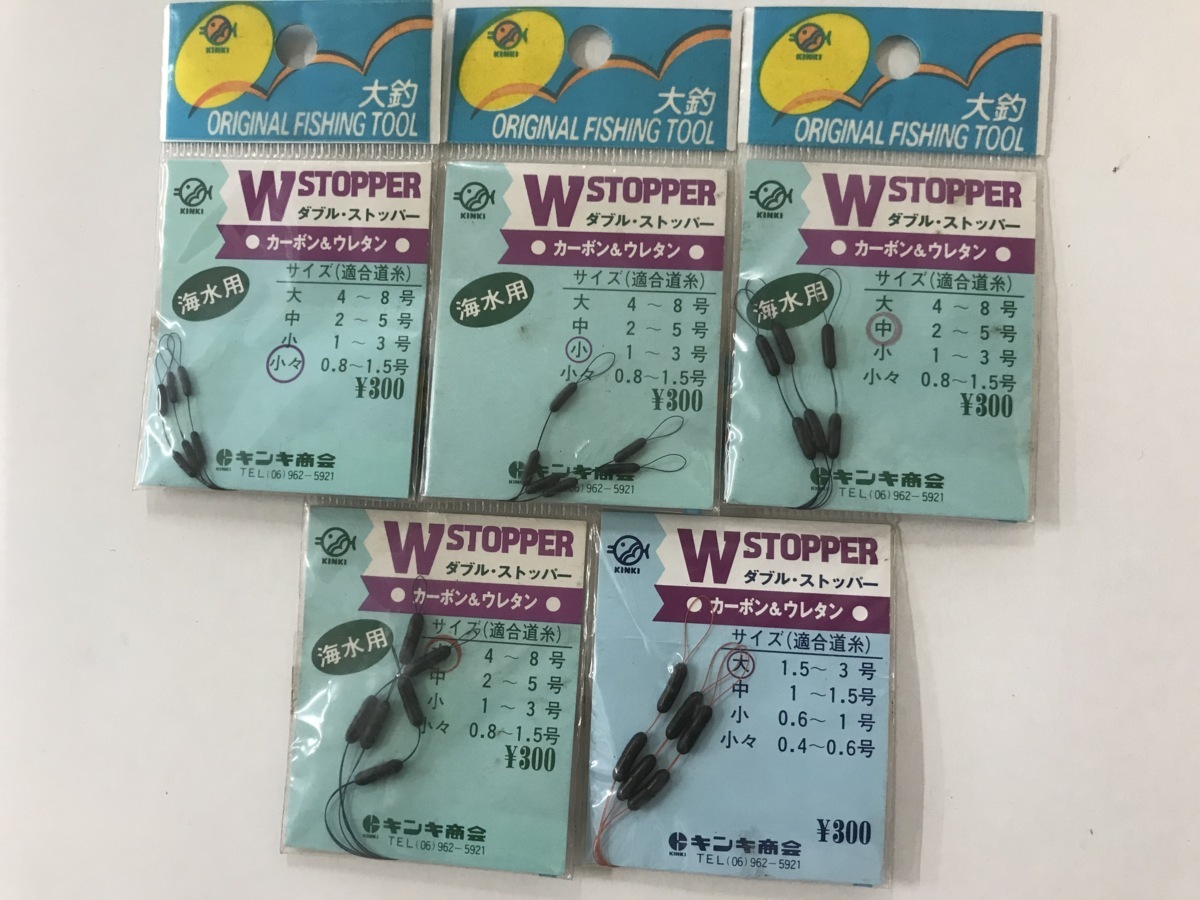 KINKI
大釣
ORIGINAL FISHING TOOL
KINKI
W STOPPER
ダブル・ストッパー
カーボン&ウレタン
海水用
サイズ(適合道糸)
大 4～8号
中 2～5号
小 1～3号
小々 0.8～1.5号
¥300
KINKI キンキ商会
TEL(06)962-5921
KINKI
大釣
ORIGINAL FISHING TOOL
KINKI
W STOPPER
ダブル・ストッパー
カーボン&ウレタン
海水用
サイズ(適合道糸)
大 4～8号
中 2～5号
小 1～3号
小々 0.8～1.5号
¥300
キンキ商会
TEL(06)962-5921
KINKI
大釣
ORIGINAL FISHING TOOL
KINKI
W STOPPER
ダブル・ストッパー
カーボン&ウレタン
海水用
サイズ(適合道糸)
大 4～8号
中 2～5号
小 1～3号
小々 0.8～1.5号
¥300
キンキ商会
TEL(06)962-5921
KINKI
W STOPPER
ダブル・ストッパー
カーボン&ウレタン
海水用
サイズ(適合道糸)
4～8号
中 2～5号
小 1～3号
小々 0.8～1.5号
¥300
KINKI キンキ商会
TEL(06)962-5921
KINKI
W STOPPER
ダブル・ストッパー
カーボン&ウレタン
サイズ(適合道糸)
大 1.5～3号
中 1～1.5号
小 0.6～1号
小々 0.4～0.6号
¥300
KINKI キンキ商会
TEL(06)962-5921